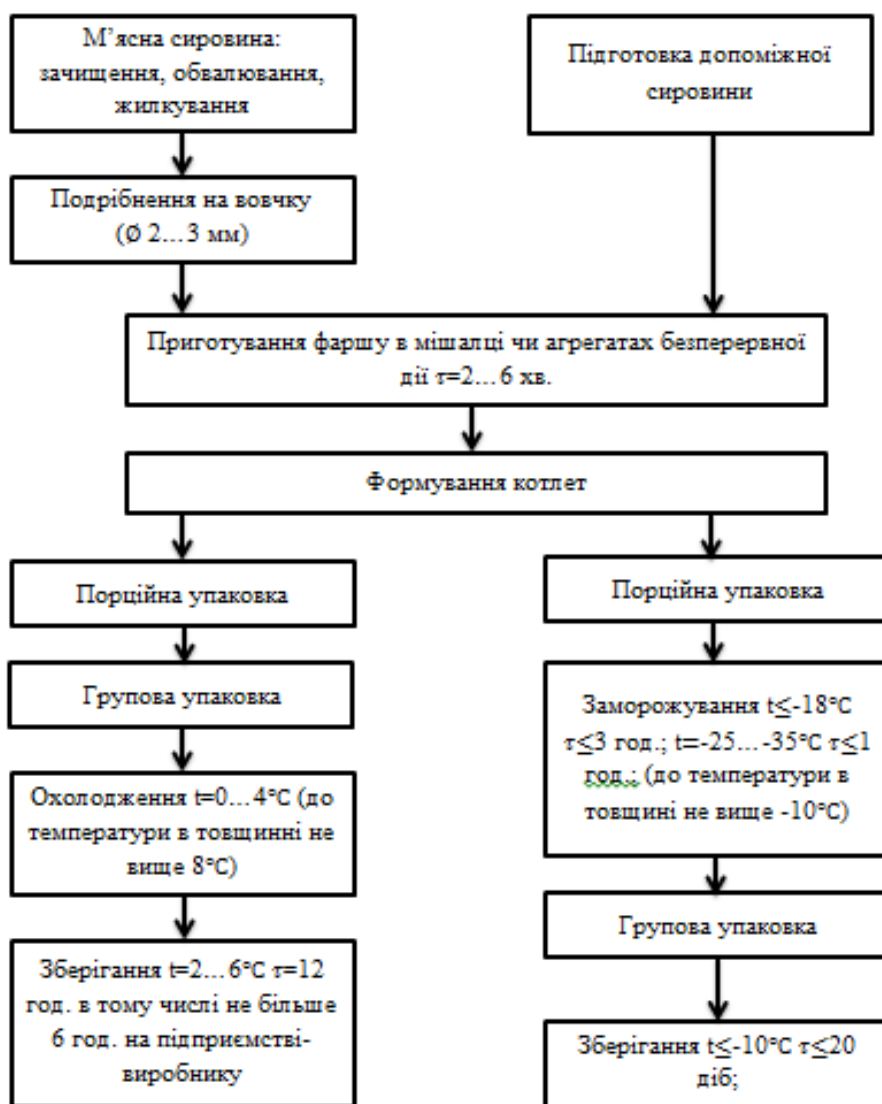 М’ясна сировина:
зачищення, обвалювання,
жилкування
Підготовка допоміжної
сировини
Подрібнення на вовчку
(Ø 2…3 мм)
Приготування фаршу в мішалці чи агрегатах безперервної
дії τ=2…6 хв.
Формування котлет
Порційна упаковка
Групова упаковка
Охолодження t=0…4°С (до
температури в товщинні не
вище 8°С)
Зберігання t=2…6°С τ=12
год. в тому числі не більше
6 год. на підприємстві-
виробнику
Порційна упаковка
Заморожування t≤-18°С
τ≤3 год.; t=-25…-35°С τ≤1
год.; (до температури в
товщині не вище -10°С)
Групова упаковка
Зберігання t≤-10°С τ≤20
діб;